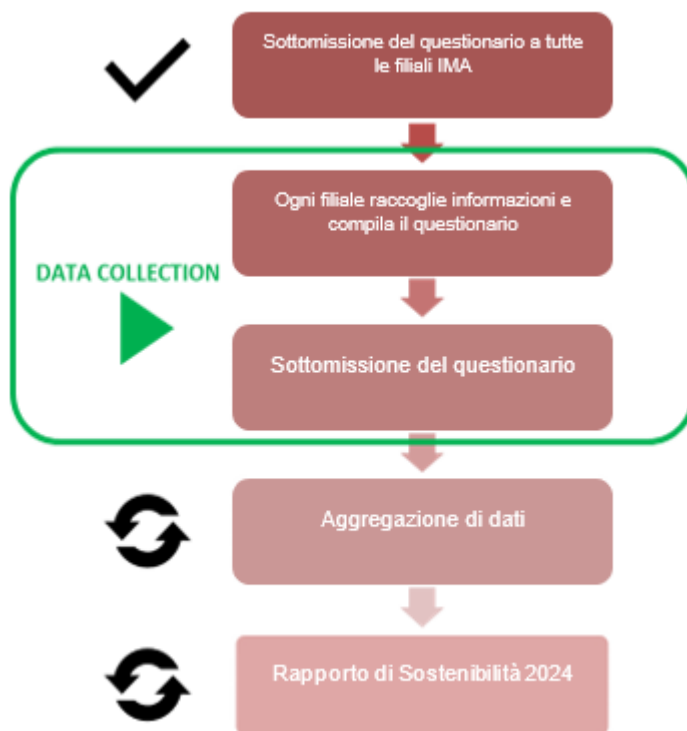 Sottomissione del questionario a tutte
le filiali IMA
Ogni filiale raccoglie informazioni e
compila il questionario
DATA COLLECTION
Sottomissione del questionario
Aggregazione di dati
Rapporto di Sostenibilità 2024